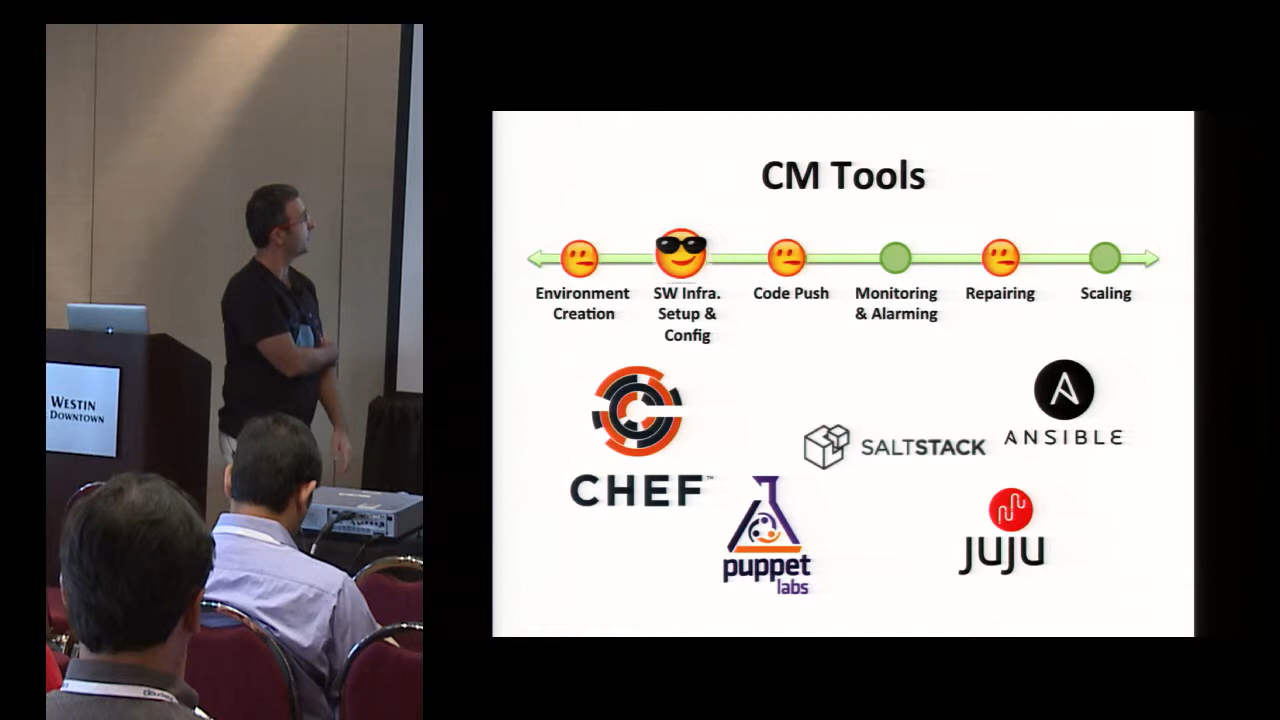 CM Tools
Environment
Creation
SW Infra.
Setup &
Config
Code Push
Monitoring
& Alarming
Repairing
Scaling
CHEF™
puppet
labs
SALTSTACK
ANSIBLE
juju
WESTIN
DOWNTOWN